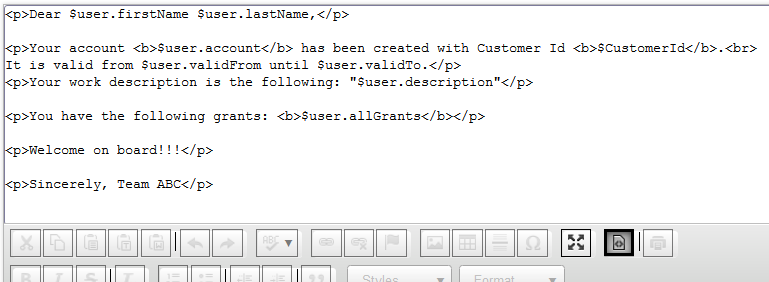 <p>Dear $user.firstName $user.lastName,</p>
<p>Your account <b>$user.account</b> has been created with Customer Id <b>$CustomerId</b>.<br>
It is valid from $user.validFrom until $user.validTo.</p>
<p>Your work description is the following: "$user.description"</p>
<p>You have the following grants: <b>$user.allGrants</b></p>
<p>Welcome on board!!!</p>
<p>Sincerely, Team ABC</p>
ABC
B I S T
Styles Format